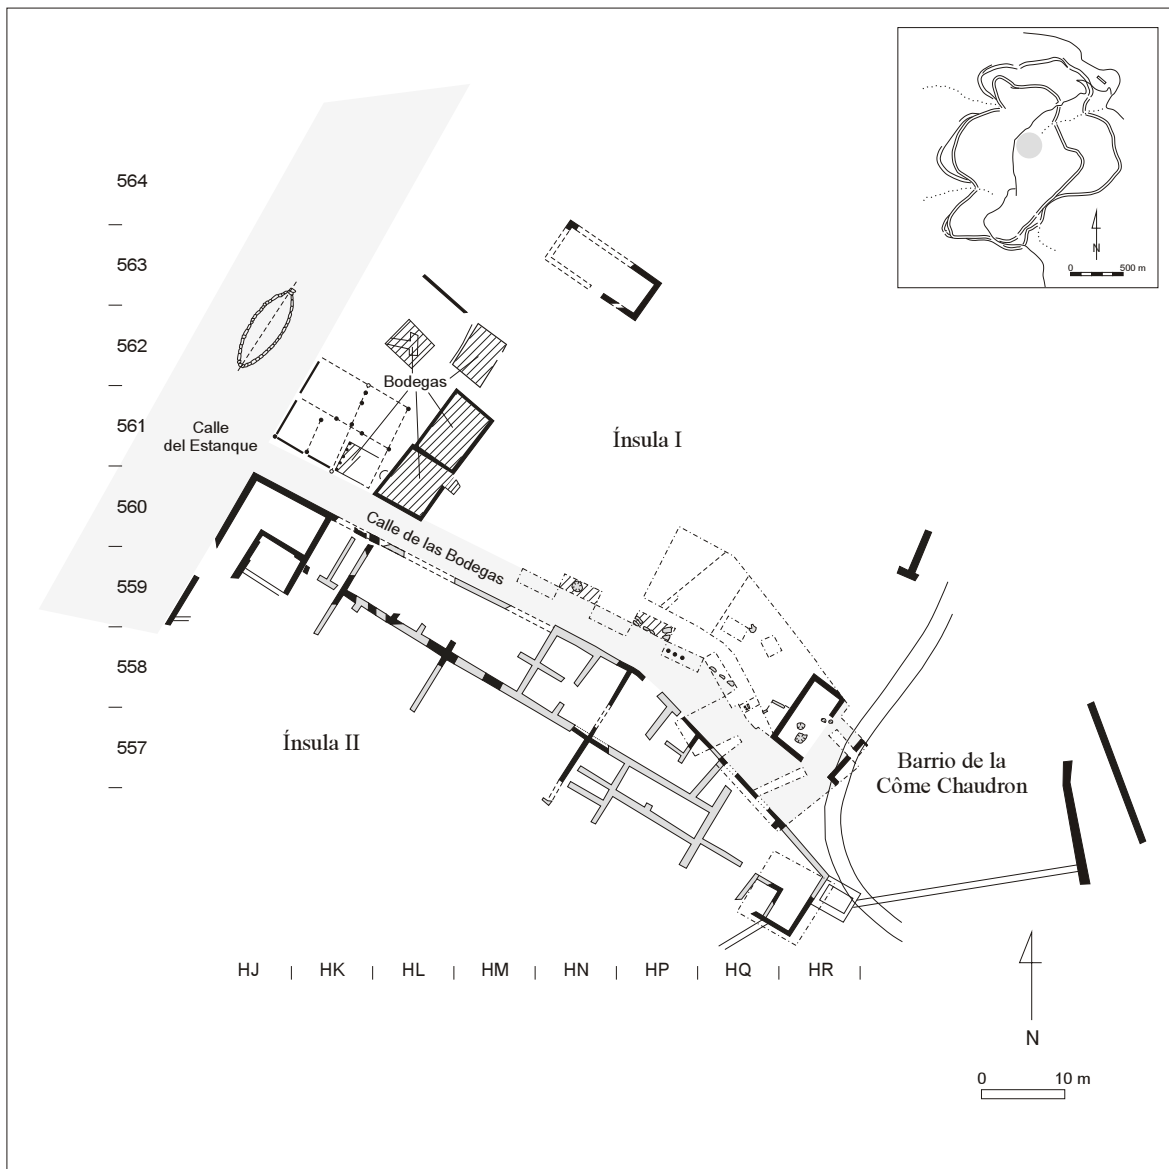 N
0 500 m
564
563
562
561
560
559
558
557
Bodegas
Calle
del Estanque
Ínsula I
Calle de las Bodegas
Ínsula II
Barrio de la
Côme Chaudron
HJ HK HL HM HN HP HQ HR
N
0 10 m